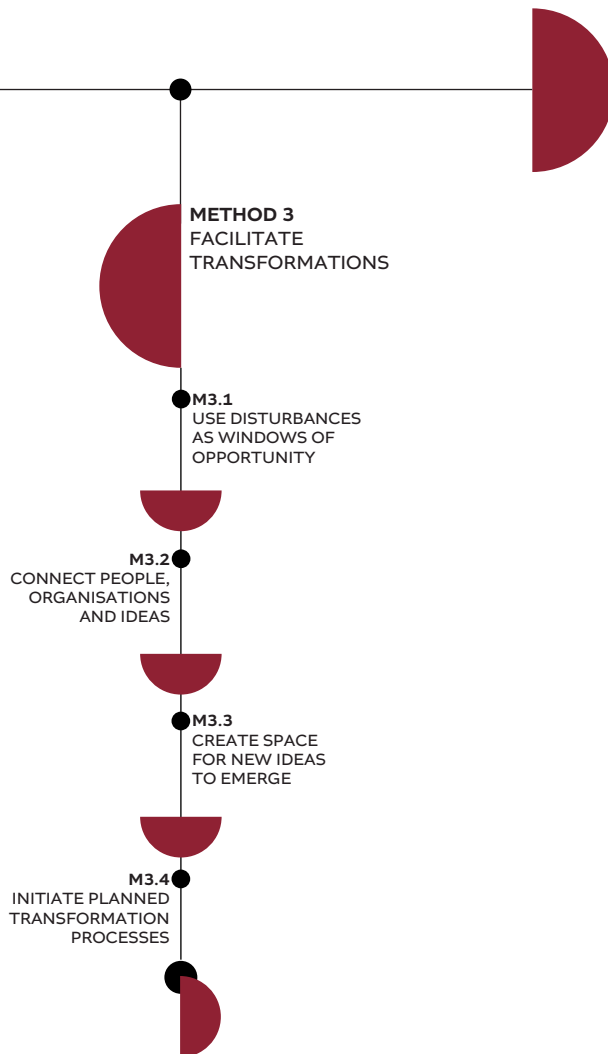 METHOD 3
FACILITATE
TRANSFORMATIONS
M3.1
USE DISTURBANCES
AS WINDOWS OF
OPPORTUNITY
M3.2
CONNECT PEOPLE,
ORGANISATIONS
AND IDEAS
M3.3
CREATE SPACE
FOR NEW IDEAS
TO EMERGE
M3.4
INITIATE PLANNED
TRANSFORMATION
PROCESSES